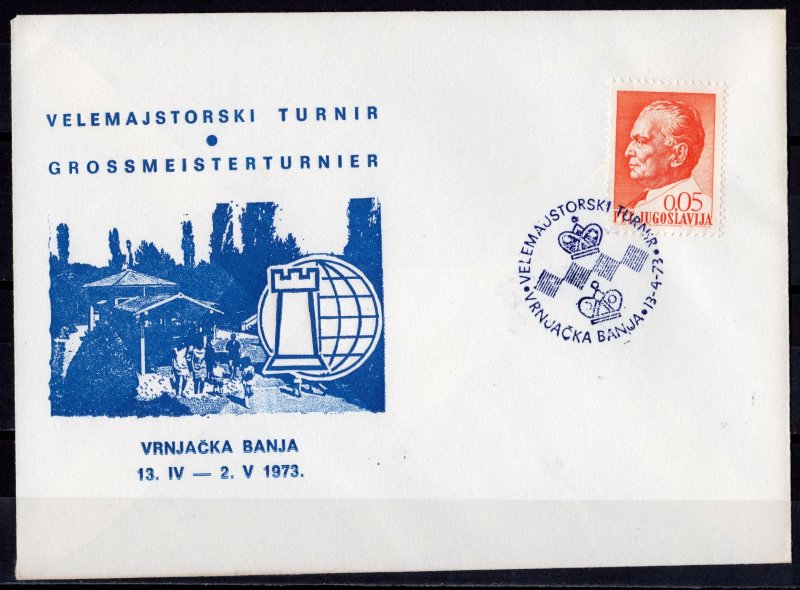 VELEMAJSTORSKI TURNIR
•
GROSSMEISTERTURNIER
VRNJAČKA BANJA
13. IV — 2. V 1973.
0,05
JUGOSLAVIJA
• VELEMAJSTORSKI TURNIR •
VRNJAČKA BANJA • 13-4-73